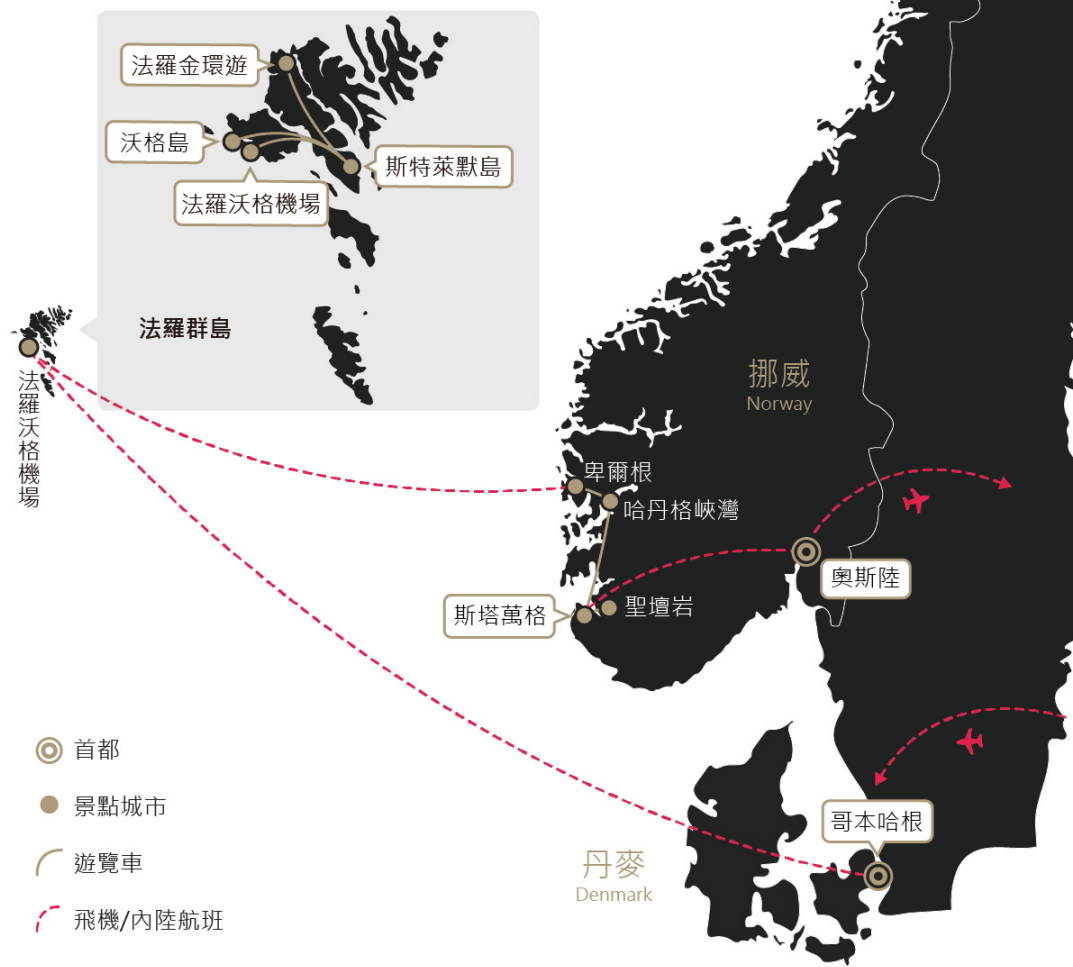 法羅金環遊
沃格島
斯特萊默島
法羅沃格機場
法羅群島
法羅沃格機場
挪威
Norway
卑爾根
哈丹格峽灣
奧斯陸
斯塔萬格
聖壇岩
首都
景點城市
遊覽車
飛機/內陸航班
哥本哈根
丹麥
Denmark